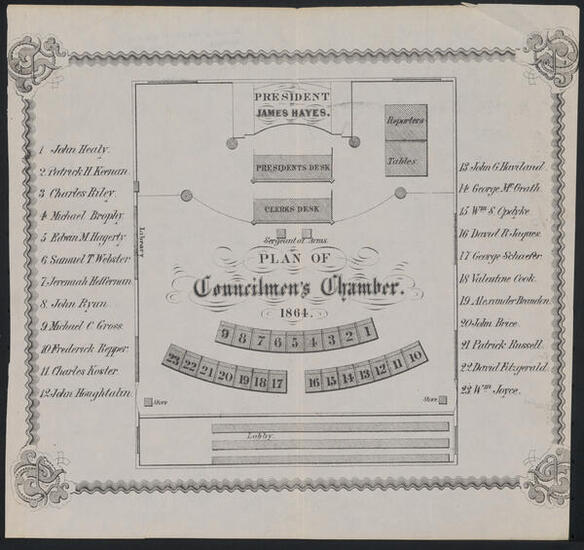 PRESIDENT
JAMES HAYES.
Reporters
Tables.
PRESIDENTS DESK
CLERKS DESK
Sergeant of Arms.
Library
PLAN OF
Councilmen's Chamber.
1864.
9 8 7 6 5 4 3 2 1
23 22 21 20 19 18 17
16 15 14 13 12 11 10
Stove
Stove
Lobby.
1 John Healy.
2 Patrick H. Keenan.
3 Charles Riley.
4 Michael Brophy.
5 Edwin M. Hagerty.
6 Samuel T. Webster.
7 Jeremiah Heffernan.
8 John Ryan.
9 Michael C. Gross.
10 Frederick Repper.
11 Charles Koster.
12 John Houghtalin.
13 John G. Haviland.
14 George McGrath.
15 Wm S. Opdyke
16 David R. Jaques.
17 George Schaefer.
18 Valentine Cook.
19 Alexander Brandon.
20 John Brice.
21 Patrick Russell.
22 David Fitzgerald.
23 Wm Joyce.